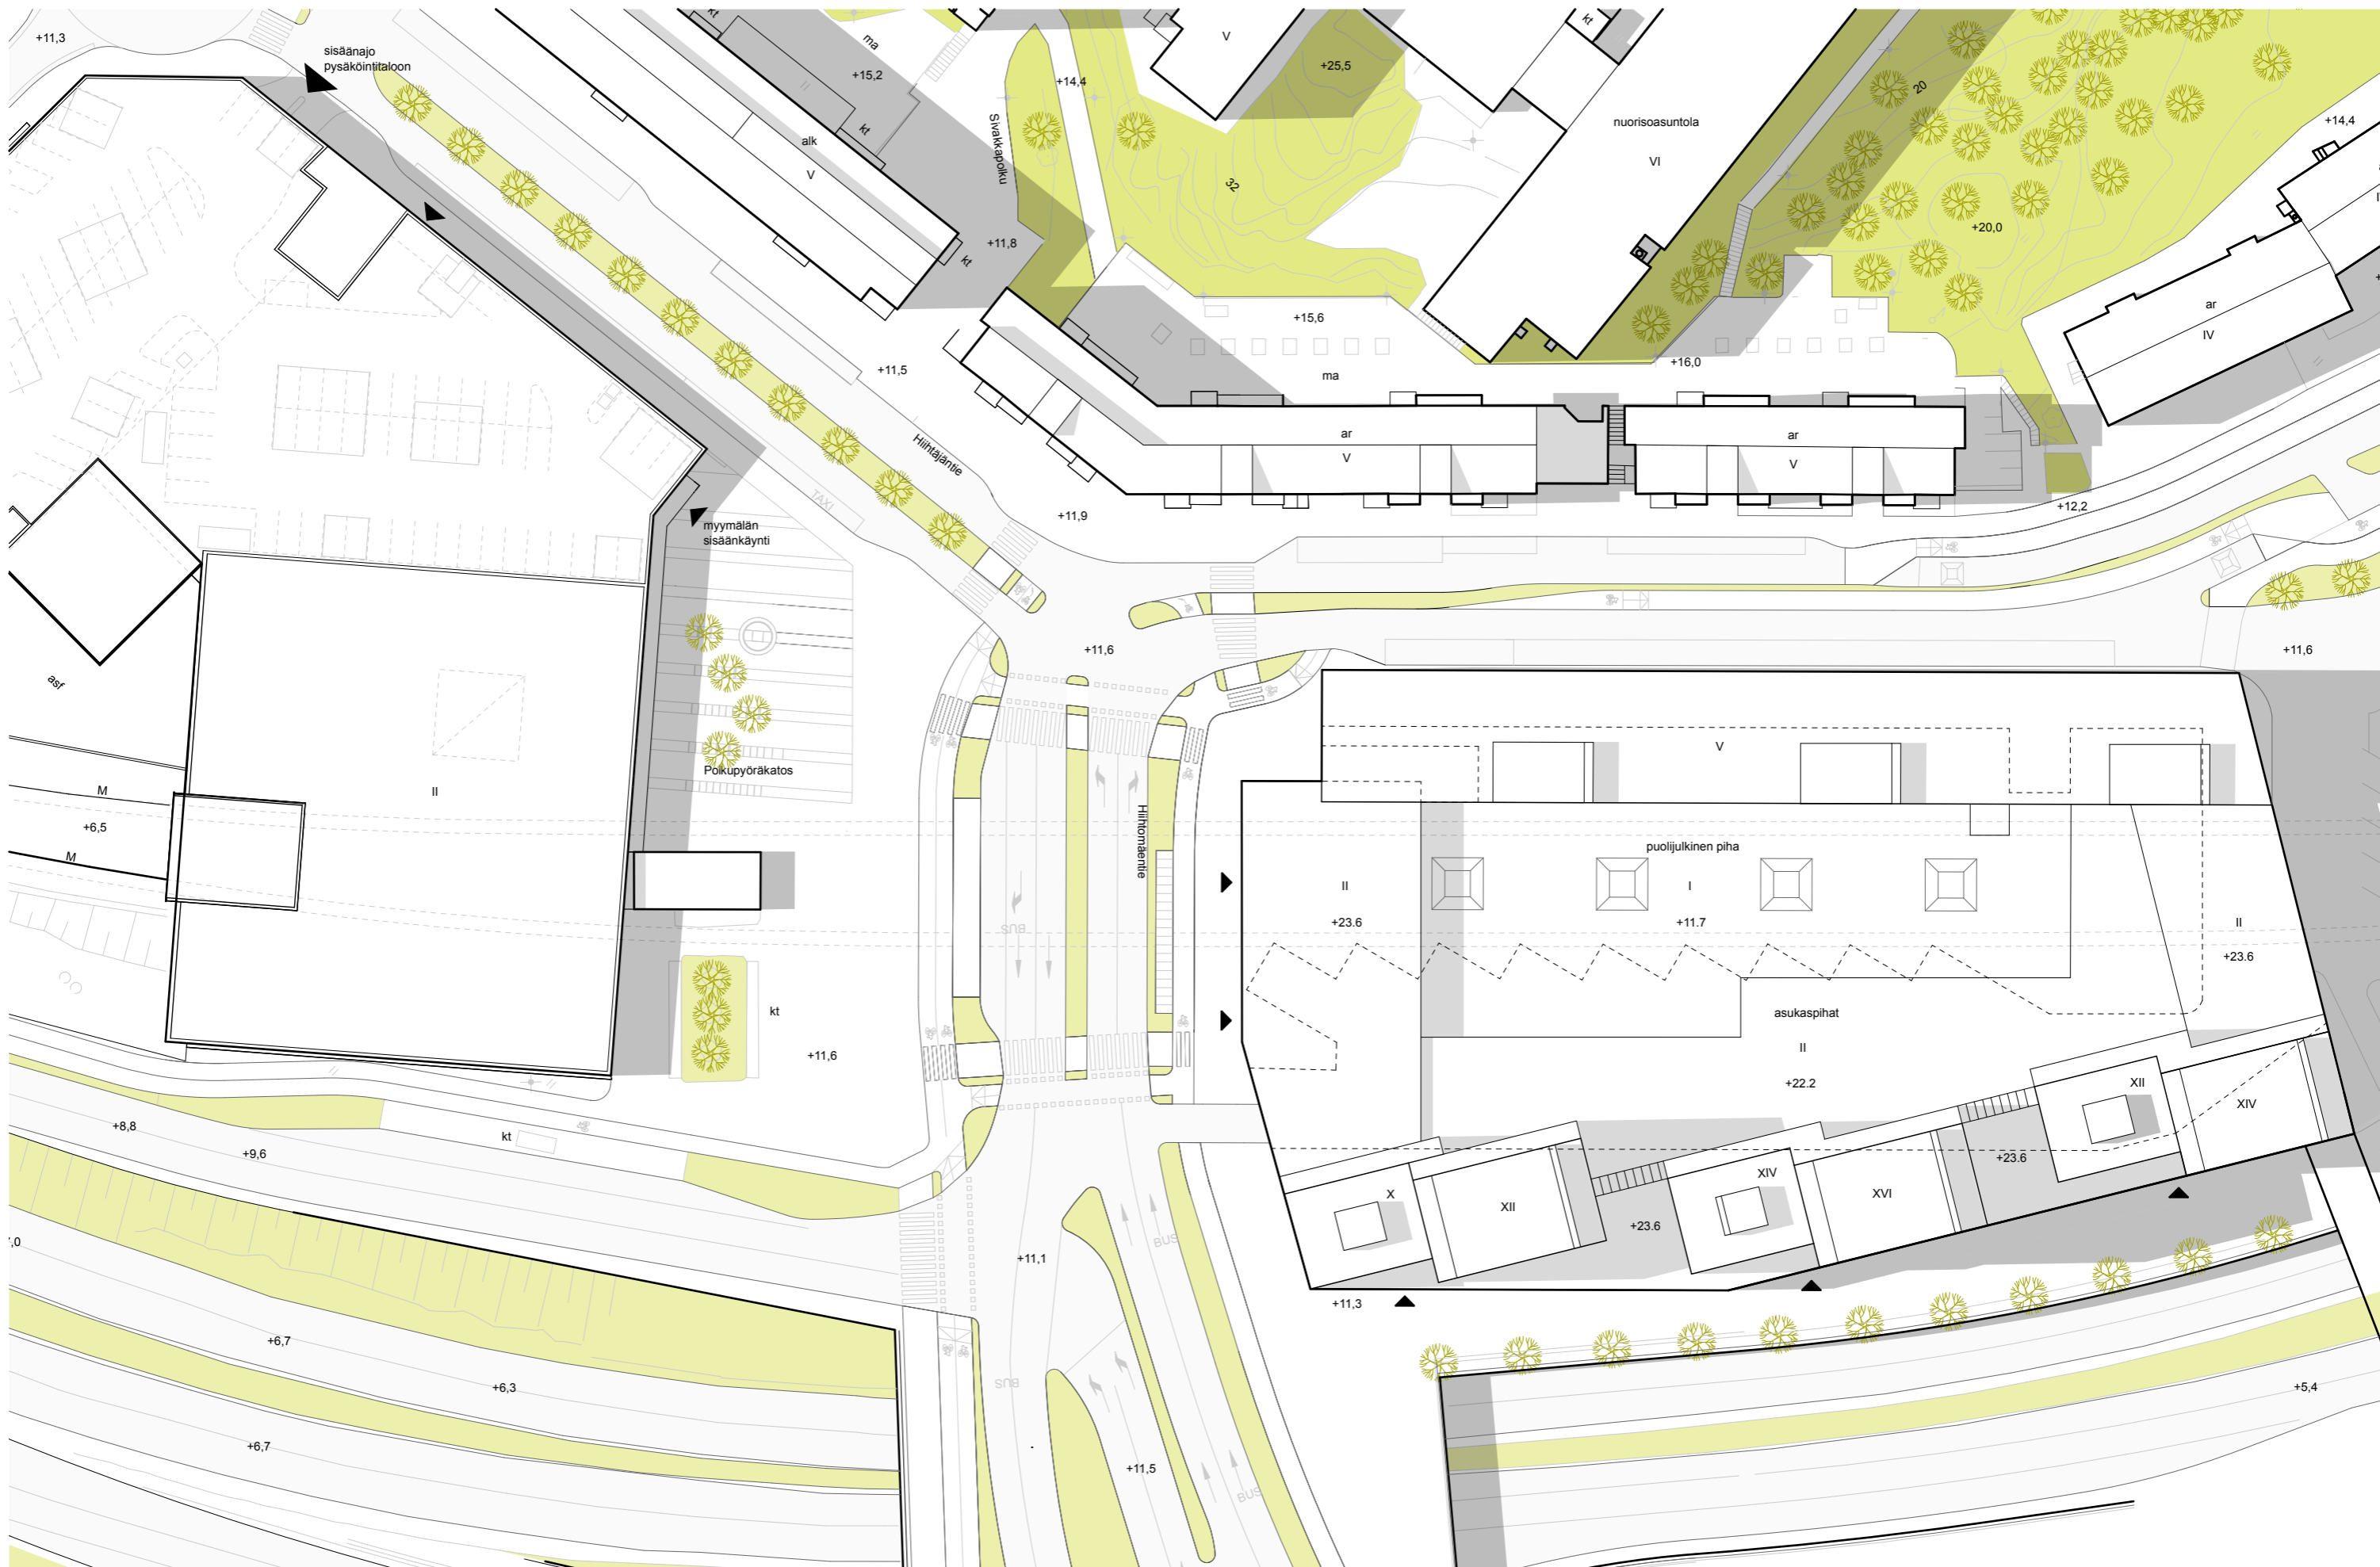 +11,3
sisäänajo
pysäköintitaloon
kt
ma
+15,2
kt
alk
V
kt
+11,8
Sivakkapolku
+14,4
V
+25,5
32
kt
nuorisoasuntola
VI
20
+20,0
+14,4
ar
IV
+11,5
+15,6
ma
+16,0
Hiihtäjäntie
TAXI
ar
V
ar
V
+11,9
+12,2
myymälän
sisäänkäynti
+11,6
+11,6
asf
Polkupyöräkatos
M
+6,5
M
II
Hiihtomäentie
BUS
V
puolijulkinen piha
I
+11.7
II
+23.6
II
+23.6
asukaspihat
II
+22.2
kt
+11,6
+8,8
+9,6
kt
XII
XIV
+23.6
XIV
XVI
X
XII
+23.6
+11,3
+11,1
BUS
BUS
+6,7
+6,3
+6,7
+11,5
BUS
+5,4